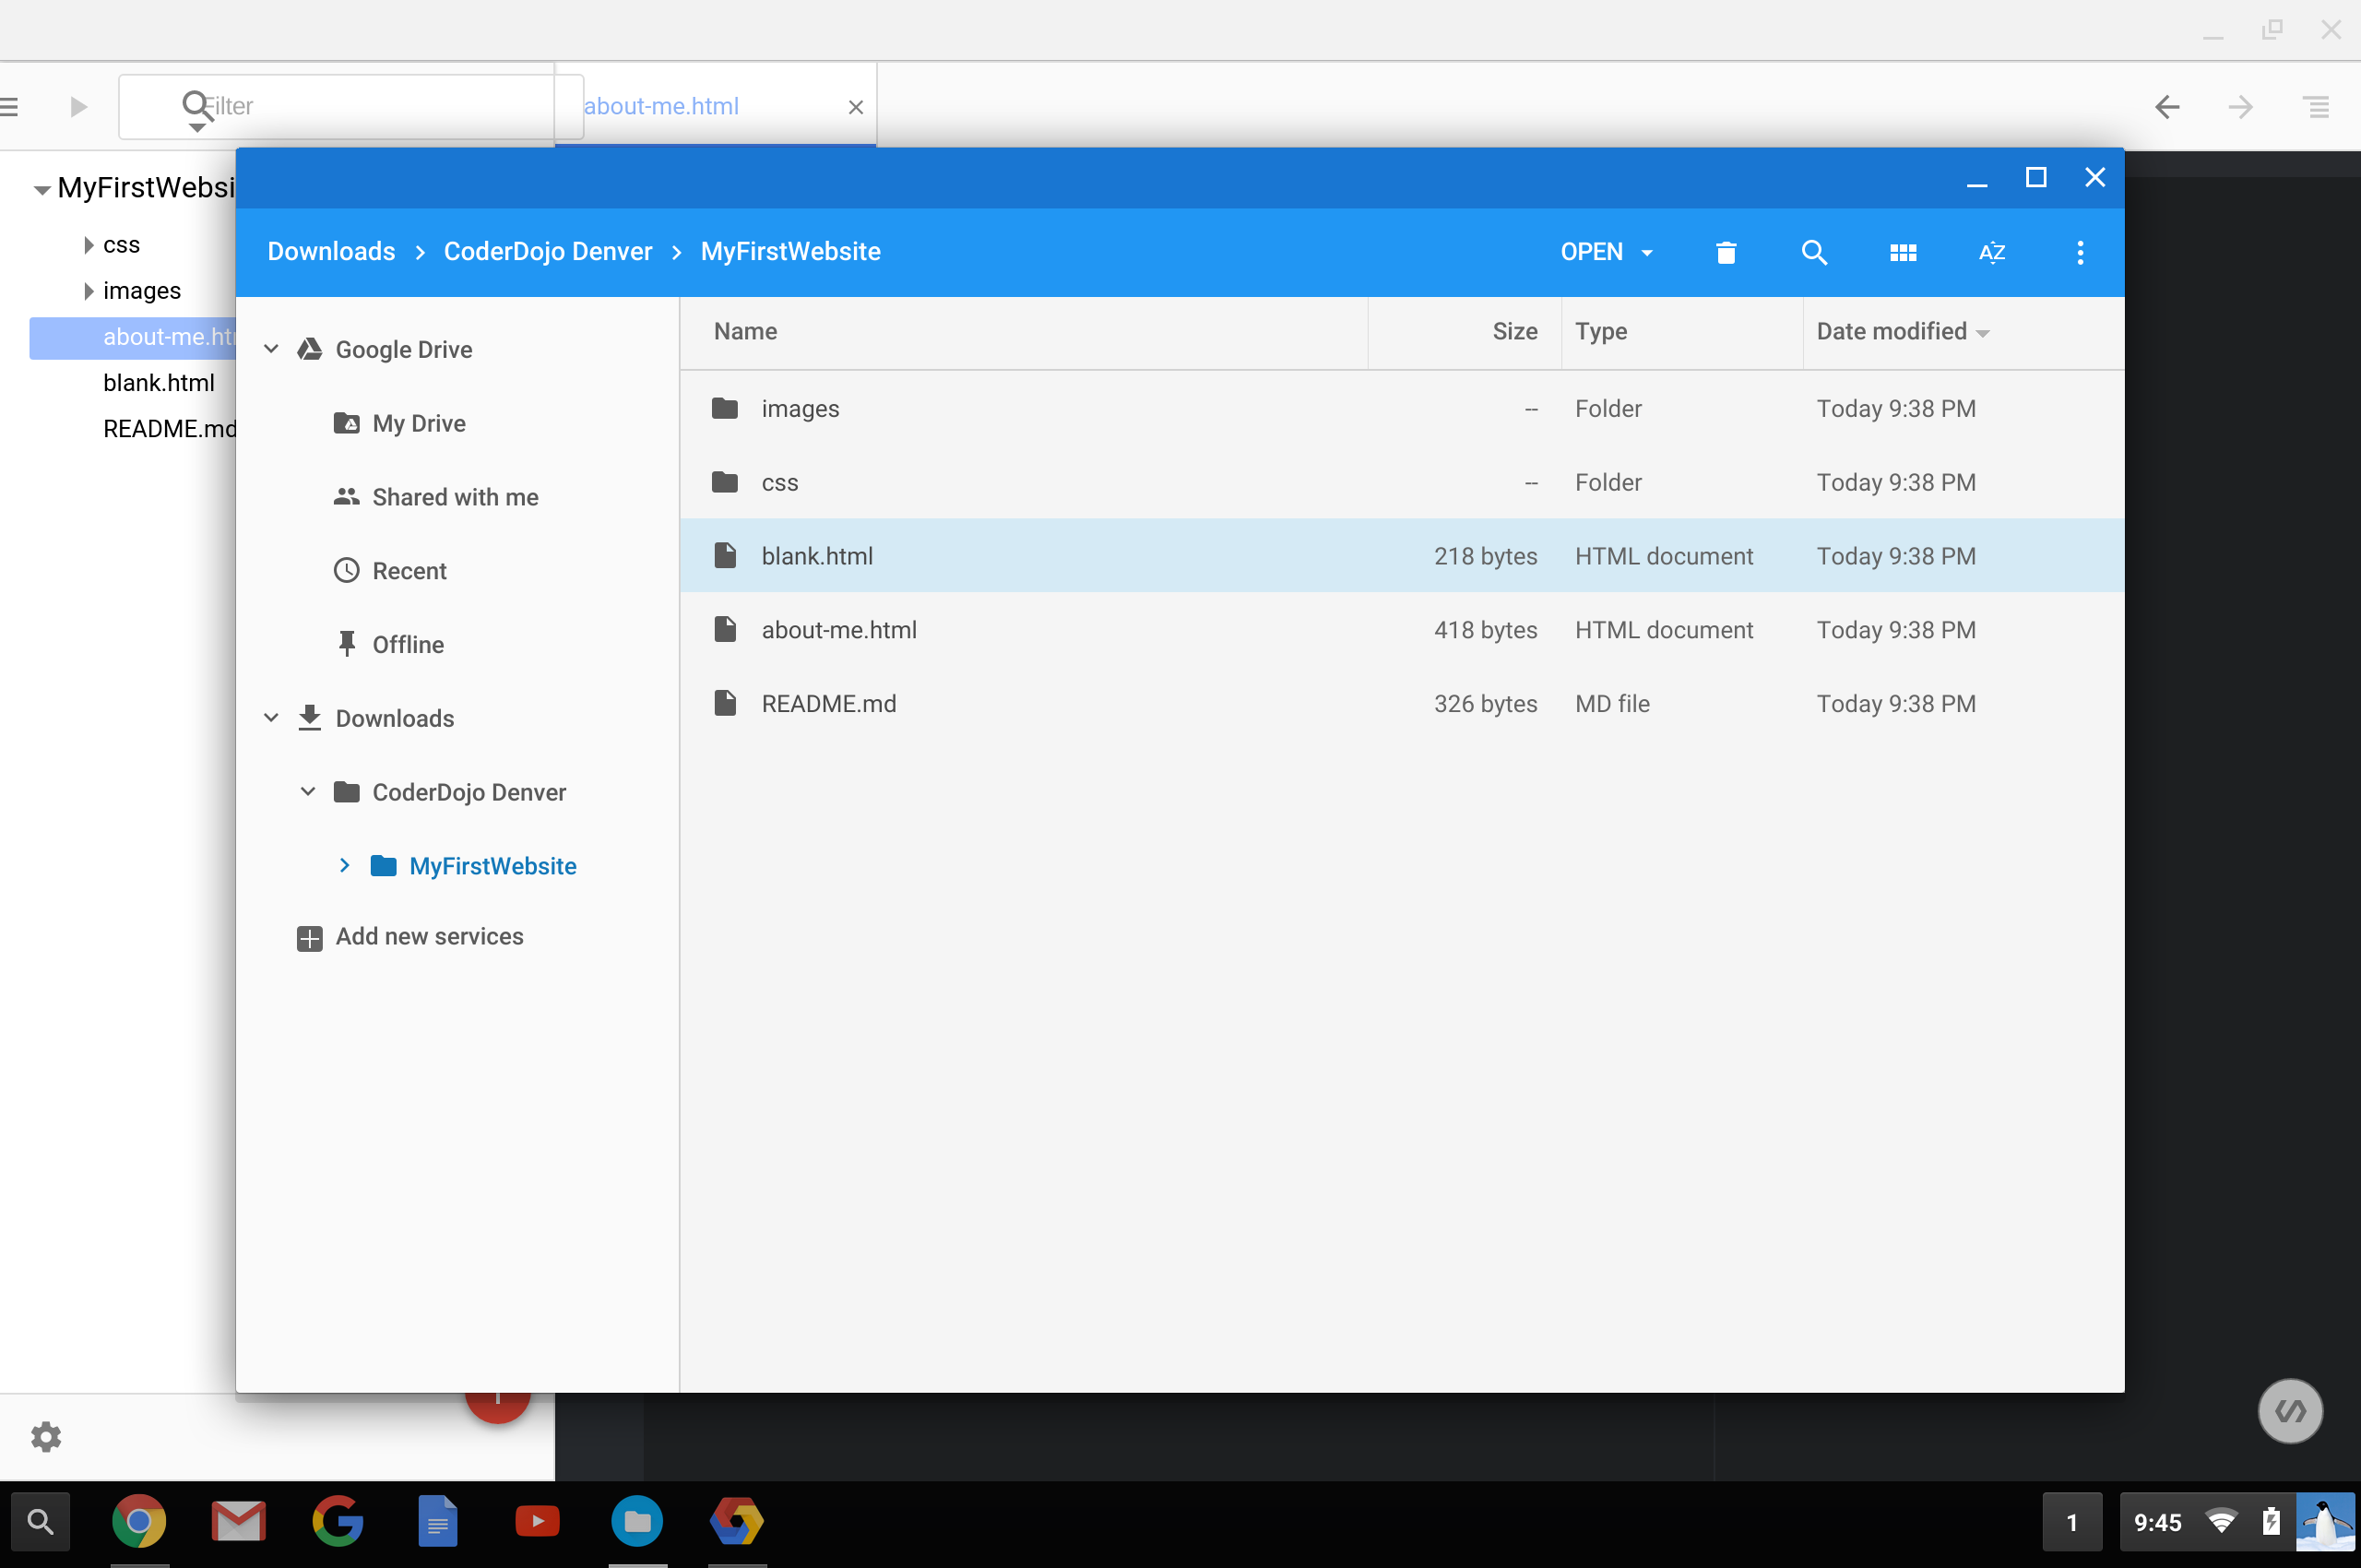 Filter
about-me.html
MyFirstWebsi
css
images
about-me.ht
blank.html
README.md
Downloads > CoderDojo Denver > MyFirstWebsite
OPEN
AZ
Google Drive
My Drive
Shared with me
Recent
Offline
Downloads
CoderDojo Denver
MyFirstWebsite
Add new services
Name Size Type Date modified
images -- Folder Today 9:38 PM
css -- Folder Today 9:38 PM
blank.html 218 bytes HTML document Today 9:38 PM
about-me.html 418 bytes HTML document Today 9:38 PM
README.md 326 bytes MD file Today 9:38 PM
1
9:45